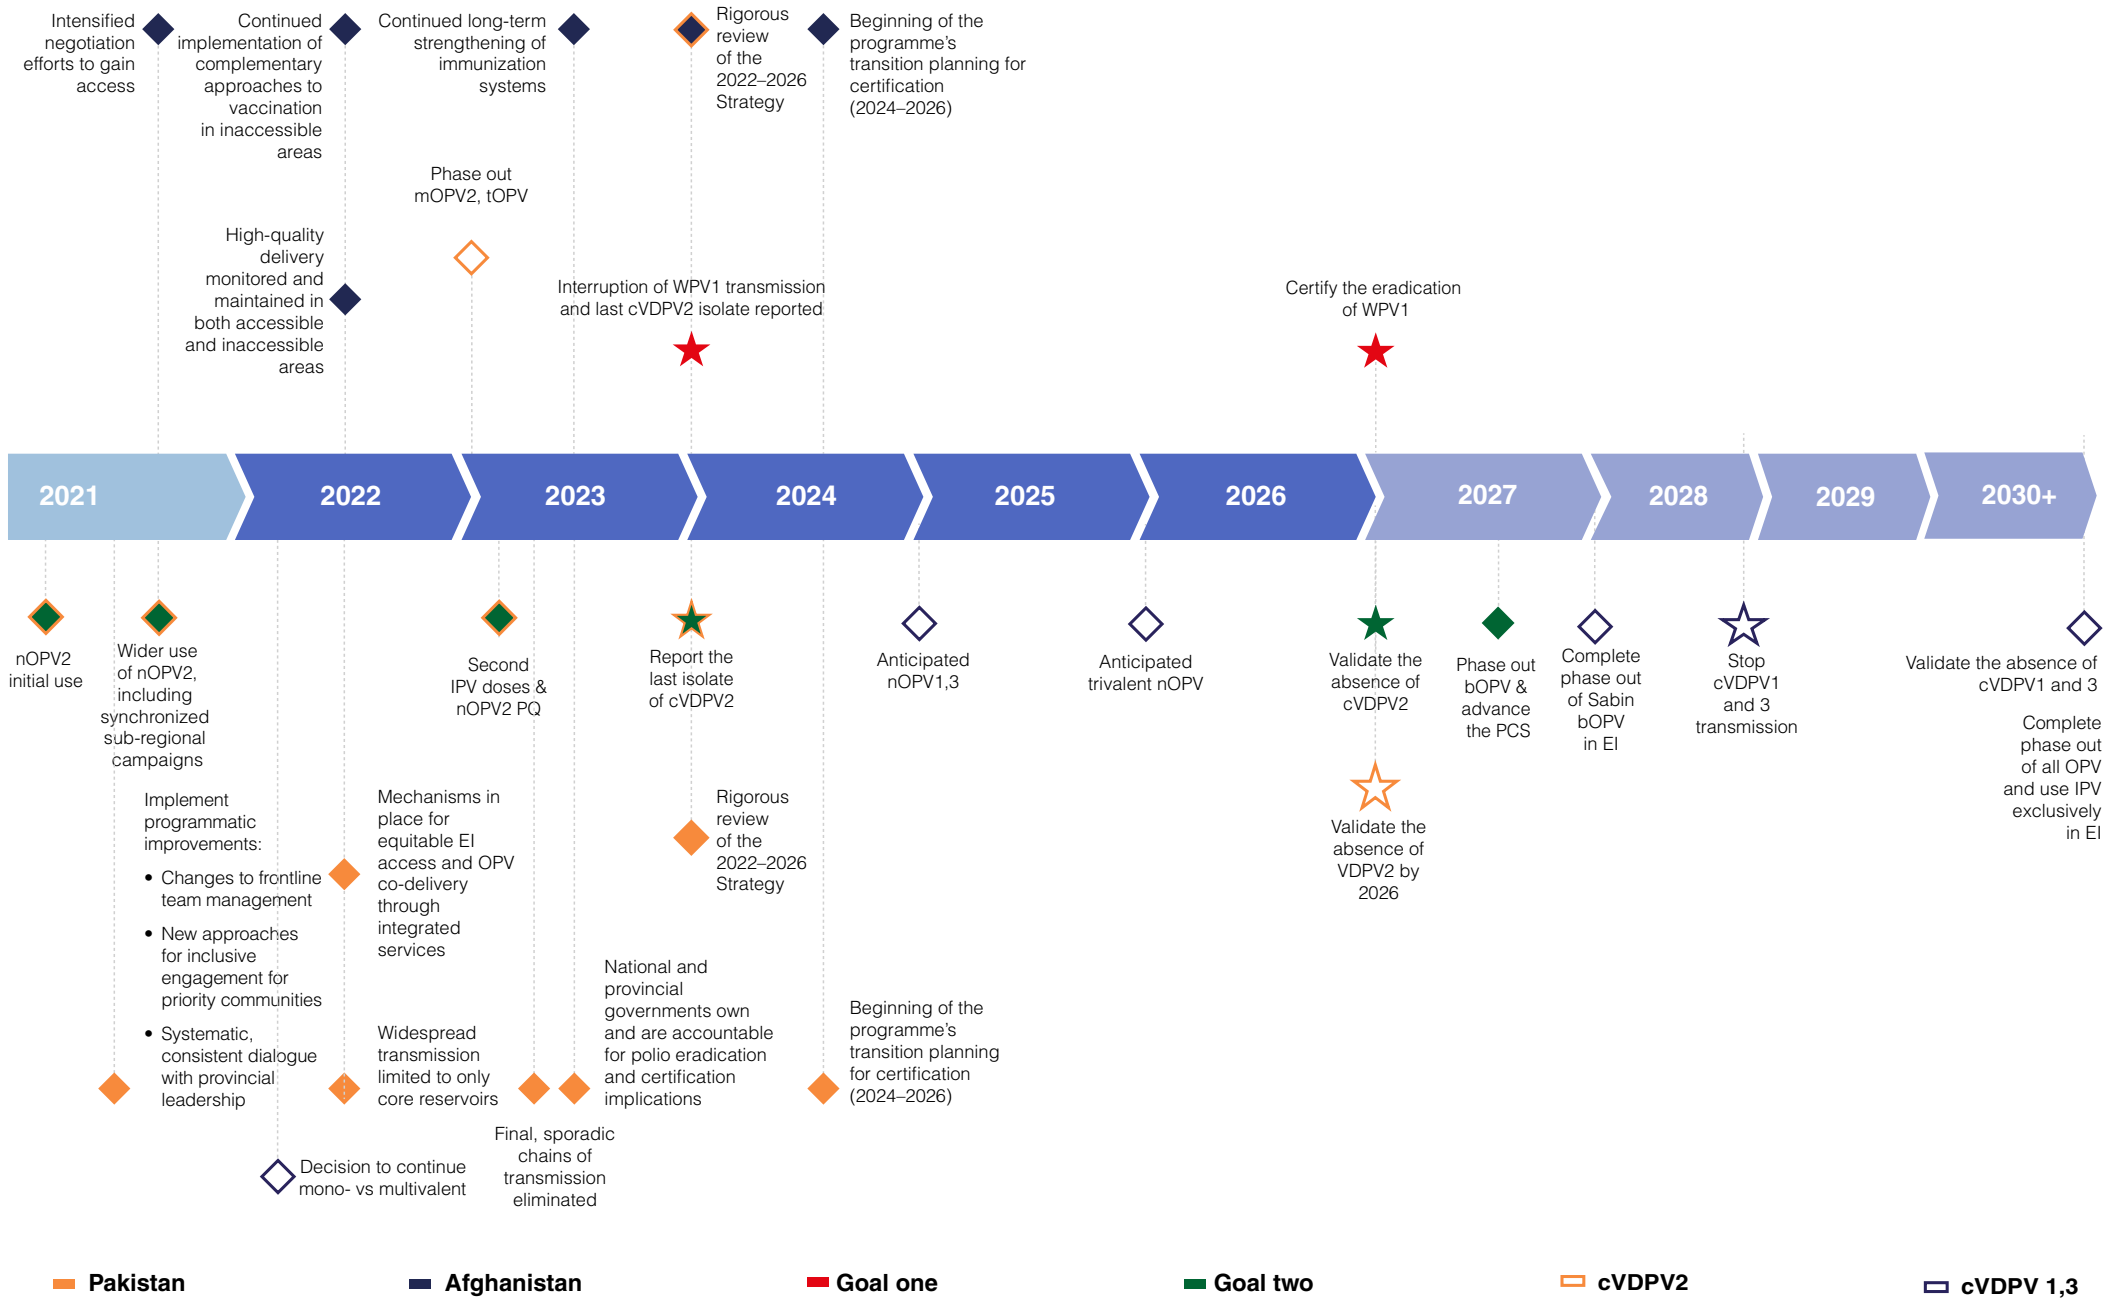 Intensified
negotiation
efforts to gain
access
Continued
implementation of
complementary
approaches to
vaccination
in inaccessible
areas
Continued long-term
strengthening of
immunization
systems
Rigorous
review
of the
2022–2026
Strategy
Beginning of the
programme's
transition planning for
certification
(2024–2026)
Phase out
mOPV2, tOPV
High-quality
delivery
monitored and
maintained in
both accessible
and inaccessible
areas
Interruption of WPV1 transmission
and last cVDPV2 isolate reported
Certify the eradication
of WPV1
2021
2022
2023
2024
2025
2026
2027
2028
2029
2030+
nOPV2
initial use
Wider use
of nOPV2,
including
synchronized
sub-regional
campaigns
Second
IPV doses &
nOPV2 PQ
Report the
last isolate
of cVDPV2
Anticipated
nOPV1,3
Anticipated
trivalent nOPV
Validate the
absence of
cVDPV2
Phase out
bOPV &
advance
the PCS
Complete
phase out
of Sabin
bOPV
in EI
Stop
cVDPV1
and 3
transmission
Validate the absence of
cVDPV1 and 3
Complete
phase out
of all OPV
and use IPV
exclusively
in EI
Validate the
absence of
VDPV2 by
2026
Implement
programmatic
improvements:
• Changes to frontline
team management
• New approaches
for inclusive
engagement for
priority communities
• Systematic,
consistent dialogue
with provincial
leadership
Mechanisms in
place for
equitable EI
access and OPV
co-delivery
through
integrated
services
Rigorous
review
of the
2022–2026
Strategy
Widespread
transmission
limited to only
core reservoirs
National and
provincial
governments own
and are accountable
for polio eradication
and certification
implications
Beginning of the
programme's
transition planning
for certification
(2024–2026)
Final, sporadic
chains of
transmission
eliminated
Decision to continue
mono- vs multivalent
Pakistan
Afghanistan
Goal one
Goal two
cVDPV2
cVDPV 1,3